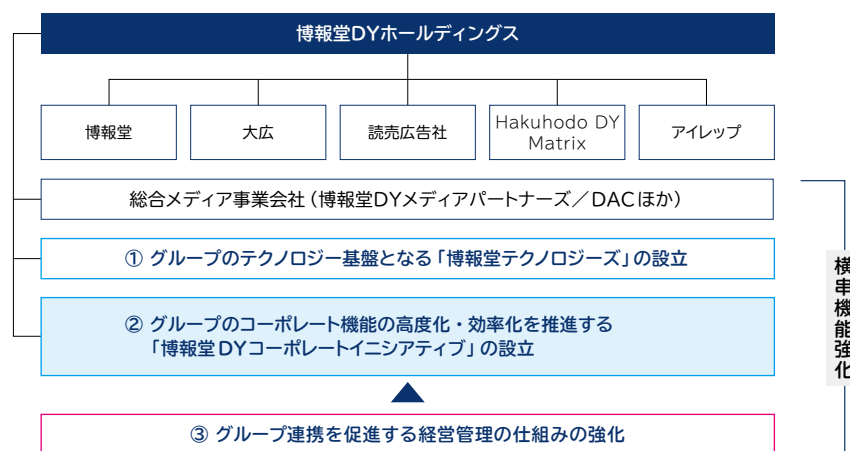 博報堂DYホールディングス
博報堂
大広
読売広告社
Hakuhodo DY
Matrix
アイレップ
総合メディア事業会社（博報堂DYメディアパートナーズ／DACほか）
① グループのテクノロジー基盤となる「博報堂テクノロジーズ」の設立
② グループのコーポレート機能の高度化・効率化を推進する
「博報堂DYコーポレートイニシアティブ」の設立
③ グループ連携を促進する経営管理の仕組みの強化
横串機能強化